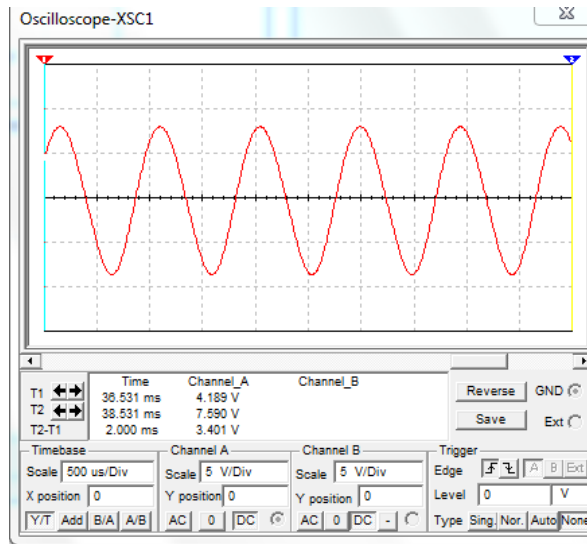 Oscilloscope-XSC1
Time Channel_A Channel_B
T1 36.531 ms 4.189 V
T2 38.531 ms 7.590 V
T2-T1 2.000 ms 3.401 V
Reverse GND
Save Ext
Timebase Channel A Channel B Trigger
Scale 500 us/Div Scale 5 V/Div Scale 5 V/Div Edge A B Ext
X position 0 Y position 0 Y position 0 Level 0 V
Y/T Add B/A A/B AC 0 DC AC 0 DC - Type Sing. Nor. Auto None